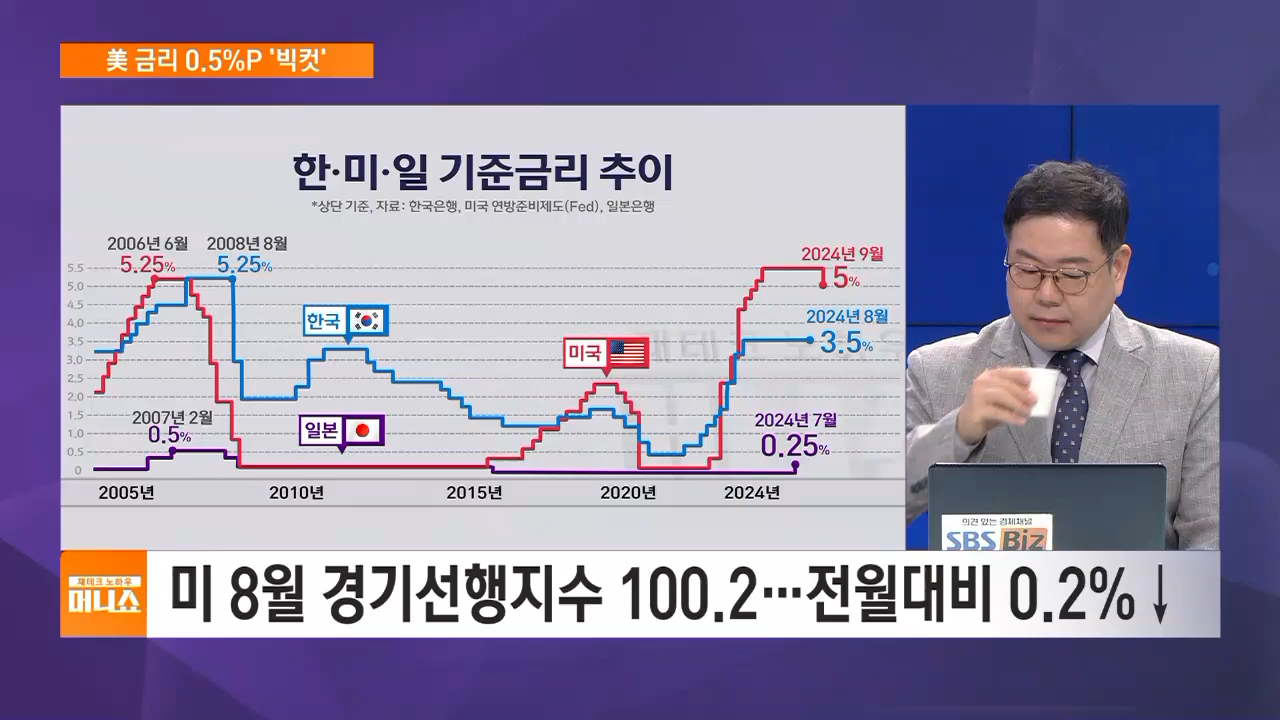 美 금리 0.5%P '빅컷'
한·미·일 기준금리 추이
*상단 기준, 자료: 한국은행, 미국 연방준비제도(Fed), 일본은행
2006년 6월
5.25%
2008년 8월
5.25%
2024년 9월
5%
2024년 8월
3.5%
한국
미국
일본
2007년 2월
0.5%
2024년 7월
0.25%
5.5
5.0
4.5
4.0
3.5
3.0
2.5
2.0
1.5
1.0
0.5
0
2005년
2010년
2015년
2020년
2024년
의견 있는 경제채널
SBS Biz
재테크 노하우
머니쇼
미 8월 경기선행지수 100.2…전월대비 0.2%↓